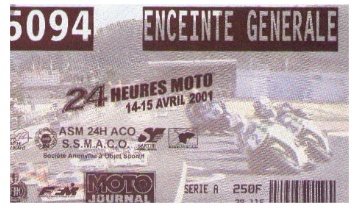 5094 ENCEINTE GENERALE
24 HEURES MOTO
14-15 AVRIL 2001
ASM 24H ACO
S.S.M.A.C.O.
Société Anonyme à Objet Sportif
MOTO
JOURNAL
SERIE A 250F